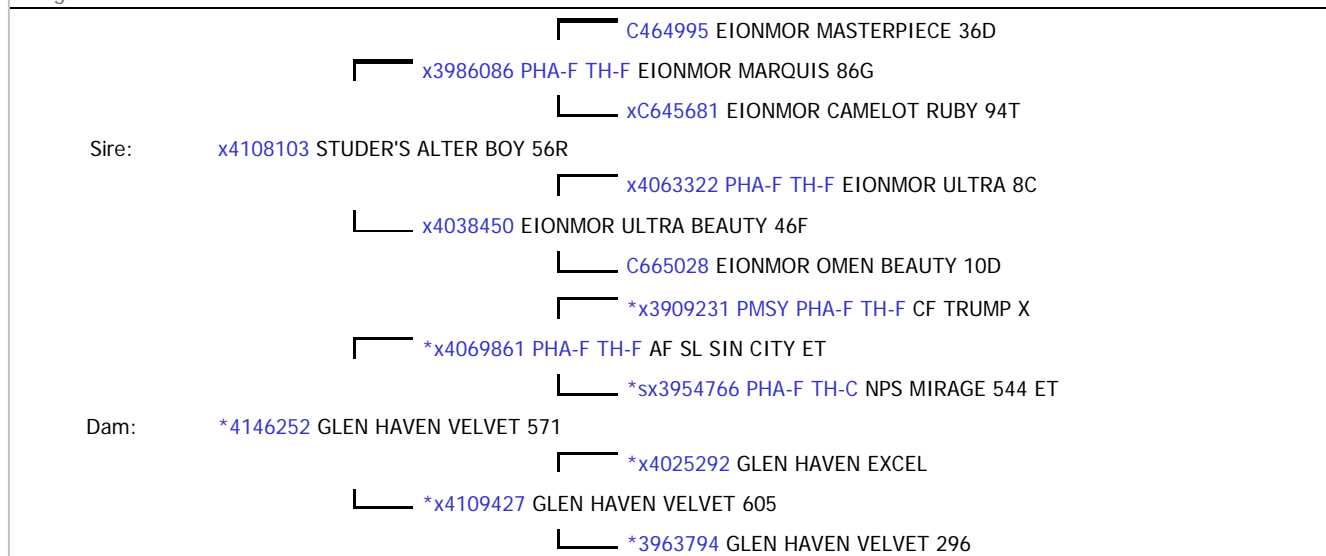 C464995 EIONMOR MASTERPIECE 36D
x3986086 PHA-F TH-F EIONMOR MARQUIS 86G
xC645681 EIONMOR CAMELOT RUBY 94T
Sire: x4108103 STUDER'S ALTER BOY 56R
x4063322 PHA-F TH-F EIONMOR ULTRA 8C
x4038450 EIONMOR ULTRA BEAUTY 46F
C665028 EIONMOR OMEN BEAUTY 10D
*x3909231 PMSY PHA-F TH-F CF TRUMP X
*x4069861 PHA-F TH-F AF SL SIN CITY ET
*sx3954766 PHA-F TH-C NPS MIRAGE 544 ET
Dam: *4146252 GLEN HAVEN VELVET 571
*x4025292 GLEN HAVEN EXCEL
*x4109427 GLEN HAVEN VELVET 605
*3963794 GLEN HAVEN VELVET 296